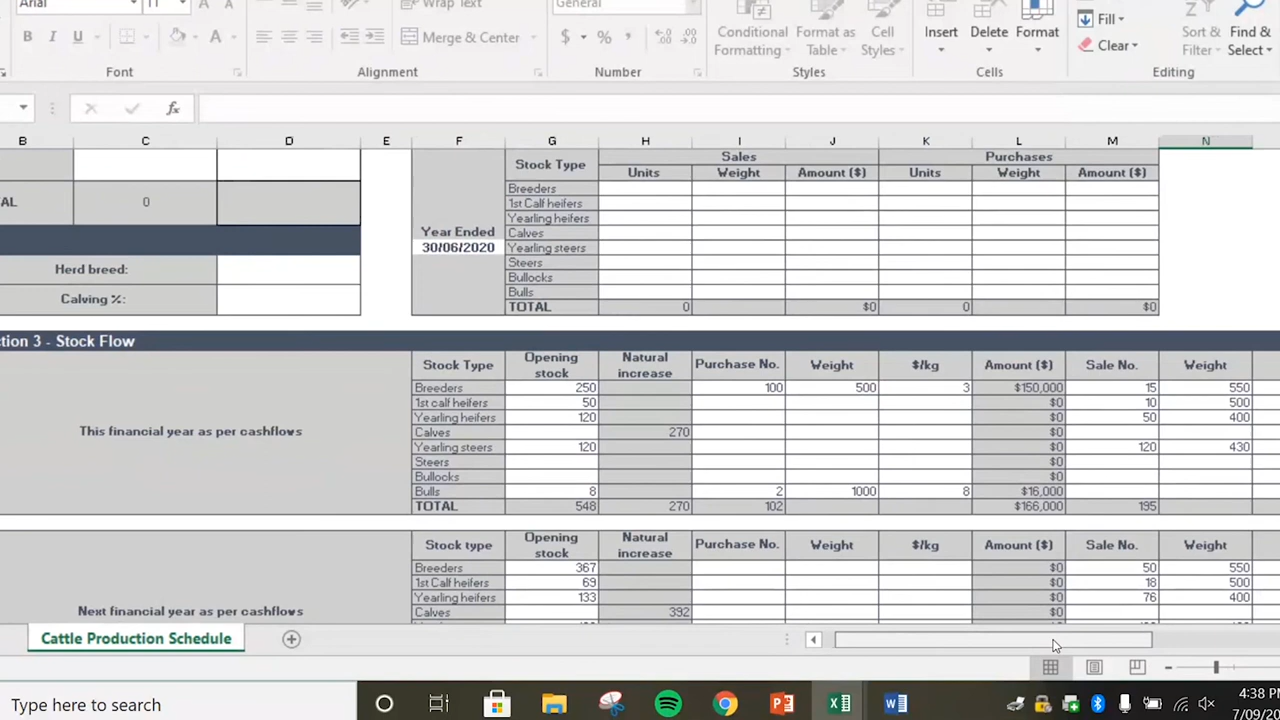 Arial 11 Wrap Text General Fill
B I U A Merge & Center $ % , Conditional Formatting Format as Table Cell Styles Insert Delete Format Clear Sort & Filter Find & Select
Font Alignment Number Styles Cells Editing
fx
B C D E F G H I J K L M N
Stock Type Sales Purchases
Units Weight Amount ($) Units Weight Amount ($)
Breeders
AL 0 1st Calf heifers
Yearling heifers
Year Ended Calves
30/06/2020 Yearling steers
Herd breed: Steers
Bullocks
Calving %: Bulls
TOTAL 0 $0 0 $0
ction 3 - Stock Flow
Stock Type Opening stock Natural increase Purchase No. Weight $/kg Amount ($) Sale No. Weight
Breeders 250 100 500 3 $150,000 15 550
1st calf heifers 50 $0 10 500
Yearling heifers 120 $0 50 400
This financial year as per cashflows Calves 270 $0
Yearling steers 120 $0 120 430
Steers $0
Bullocks $0
Bulls 8 2 1000 8 $16,000
TOTAL 548 270 102 $166,000 195
Stock type Opening stock Natural increase Purchase No. Weight $/kg Amount ($) Sale No. Weight
Breeders 367 $0 50 550
1st Calf heifers 69 $0 18 500
Yearling heifers 133 $0 76 400
Next financial year as per cashflows Calves 392 $0
Cattle Production Schedule
Type here to search
4:38 PM
7/09/20